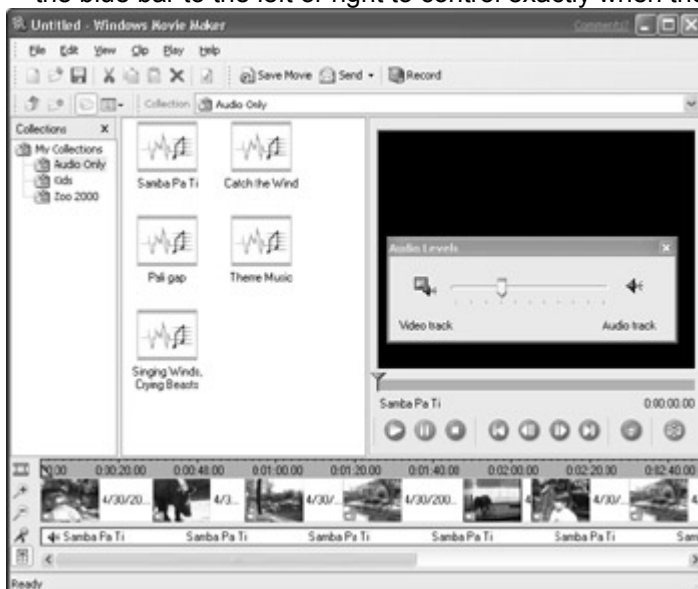 the blue bar to the left or right to control exactly when the
Untitled - Windows Movie Maker
Comments?
File Edit View Clip Play Help
Save Movie Send Record
Collection: Audio Only
Collections X
My Collections
Audio Only
Kids
Zoo 2000
Samba Pa Ti
Catch the Wind
Pali gap
Theme Music
Singing Winds,
Crying Beasts
Audio Levels
Video track
Audio track
Samba Pa Ti
0:00:00.00
0:00 0:00:20.00 0:00:40.00 0:01:00.00 0:01:20.00 0:01:40.00 0:02:00.00 0:02:20.00 0:02:40.0
4/30/20... 4/3... 4/30/... 4/30/200... 4 4/30/...
Samba Pa Ti Samba Pa Ti Samba Pa Ti Samba Pa Ti Samba Pa Ti Sam
Ready